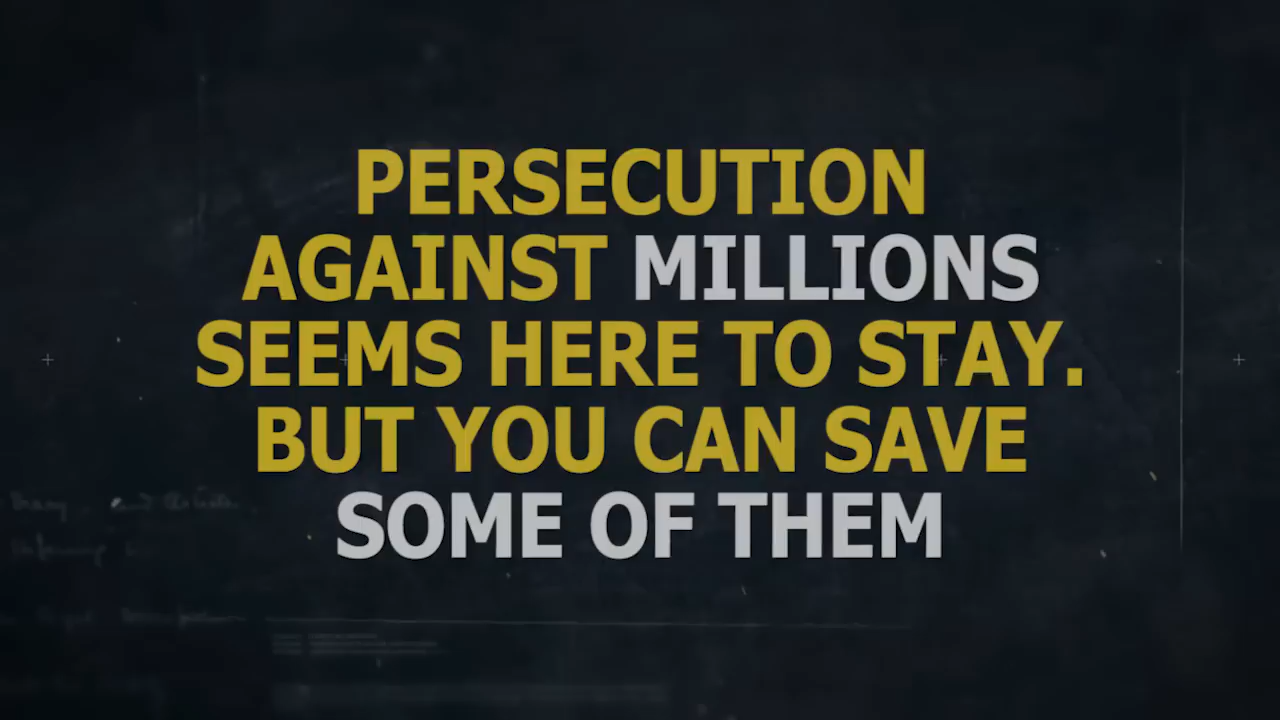 PERSECUTION
AGAINST MILLIONS
SEEMS HERE TO STAY.
BUT YOU CAN SAVE
SOME OF THEM